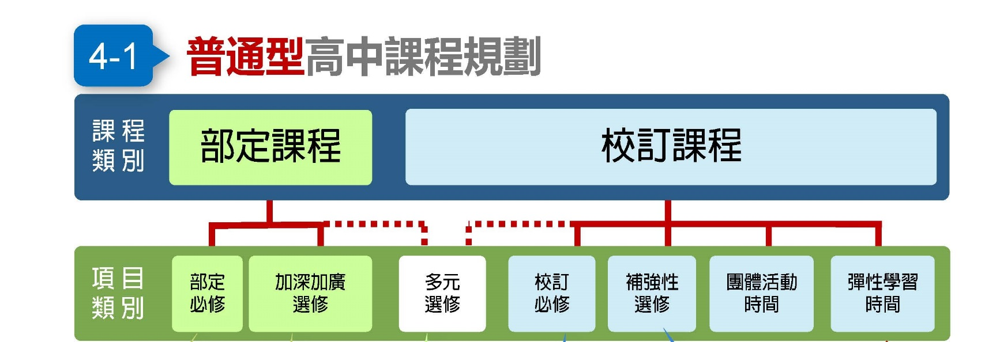 4-1
普通型高中課程規劃
課程
類別
部定課程
校訂課程
項目
類別
部定
必修
加深加廣
選修
多元
選修
校訂
必修
補強性
選修
團體活動
時間
彈性學習
時間